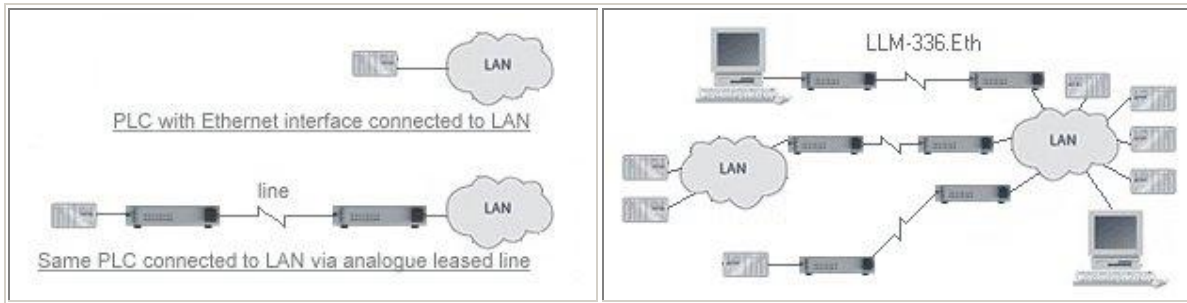 LAN
PLC with Ethernet interface connected to LAN
line
LAN
Same PLC connected to LAN via analogue leased line
LLM-336.Eth
LAN
LAN